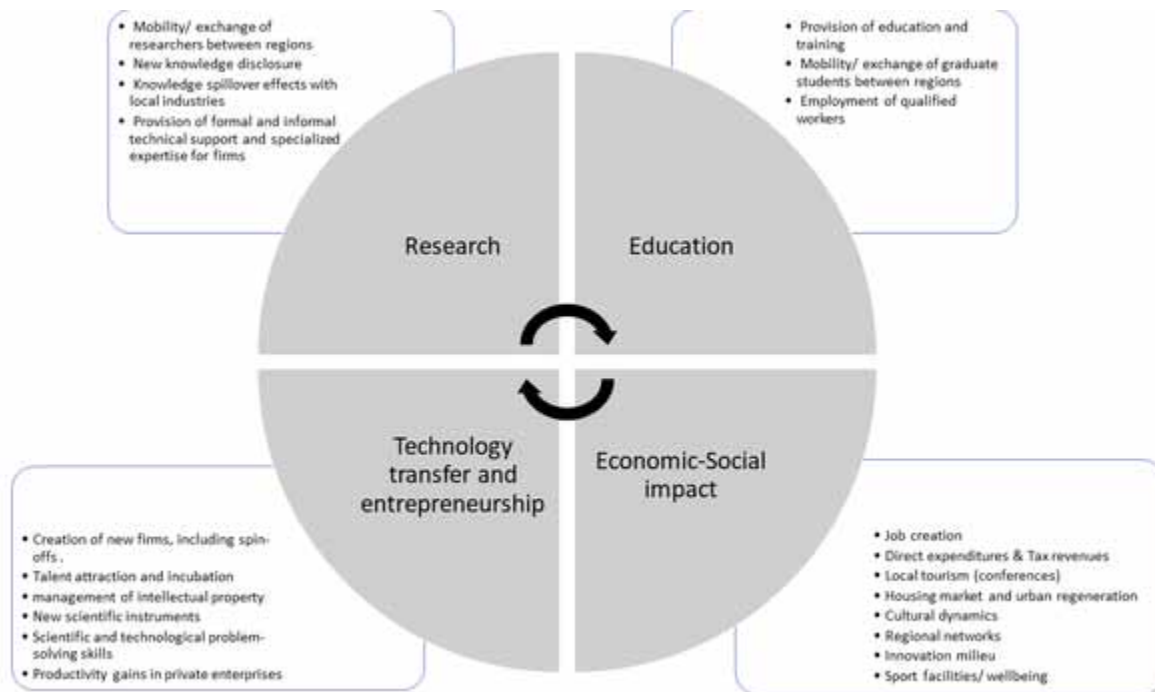 • Mobility/ exchange of
researchers between regions
• New knowledge disclosure
• Knowledge spillover effects with
local industries
• Provision of formal and informal
technical support and specialized
expertise for firms
• Provision of education and
training
• Mobility/ exchange of graduate
students between regions
• Employment of qualified
workers
Research
Education
Technology
transfer and
entrepreneurship
Economic-Social
impact
• Creation of new firms, including spin-
offs .
• Talent attraction and incubation
• management of intellectual property
• New scientific instruments
• Scientific and technological problem-
solving skills
• Productivity gains in private enterprises
• Job creation
• Direct expenditures & Tax revenues
• Local tourism (conferences)
• Housing market and urban regeneration
• Cultural dynamics
• Regional networks
• Innovation milieu
• Sport facilities/ wellbeing